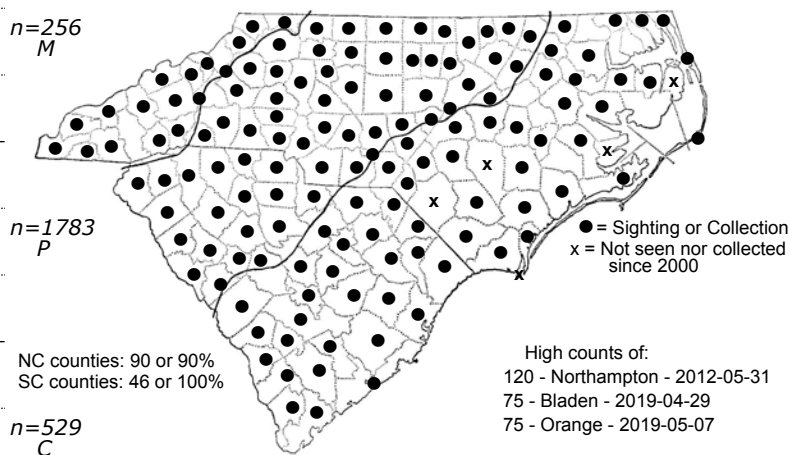 n=256
M
n=1783
P
n=529
C
x
x
x
x
x
● = Sighting or Collection
x = Not seen nor collected
since 2000
NC counties: 90 or 90%
SC counties: 46 or 100%
High counts of:
120 - Northampton - 2012-05-31
75 - Bladen - 2019-04-29
75 - Orange - 2019-05-07